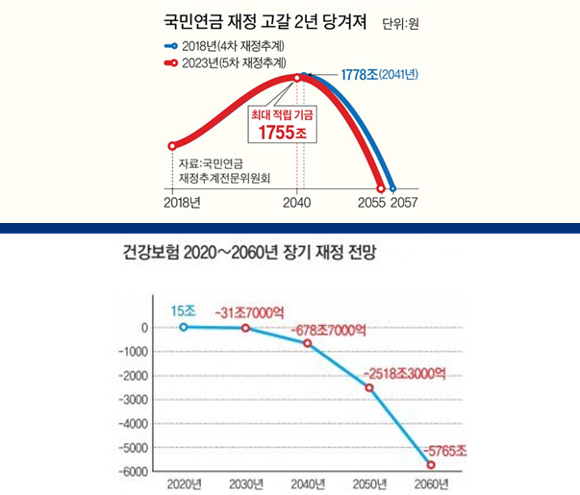 국민연금 재정 고갈 2년 당겨져 단위:원
2018년(4차 재정추계)
2023년(5차 재정추계)
1778조(2041년)
최대 적립 기금
1755조
자료:국민연금
재정추계전문위원회
2018년 2040 2055 2057
건강보험 2020～2060년 장기 재정 전망
15조 -31조7000억
0
-678조7000억
-1000
-2000
-2518조3000억
-3000
-4000
-5000
-5765조
-6000
2020년 2030년 2040년 2050년 2060년